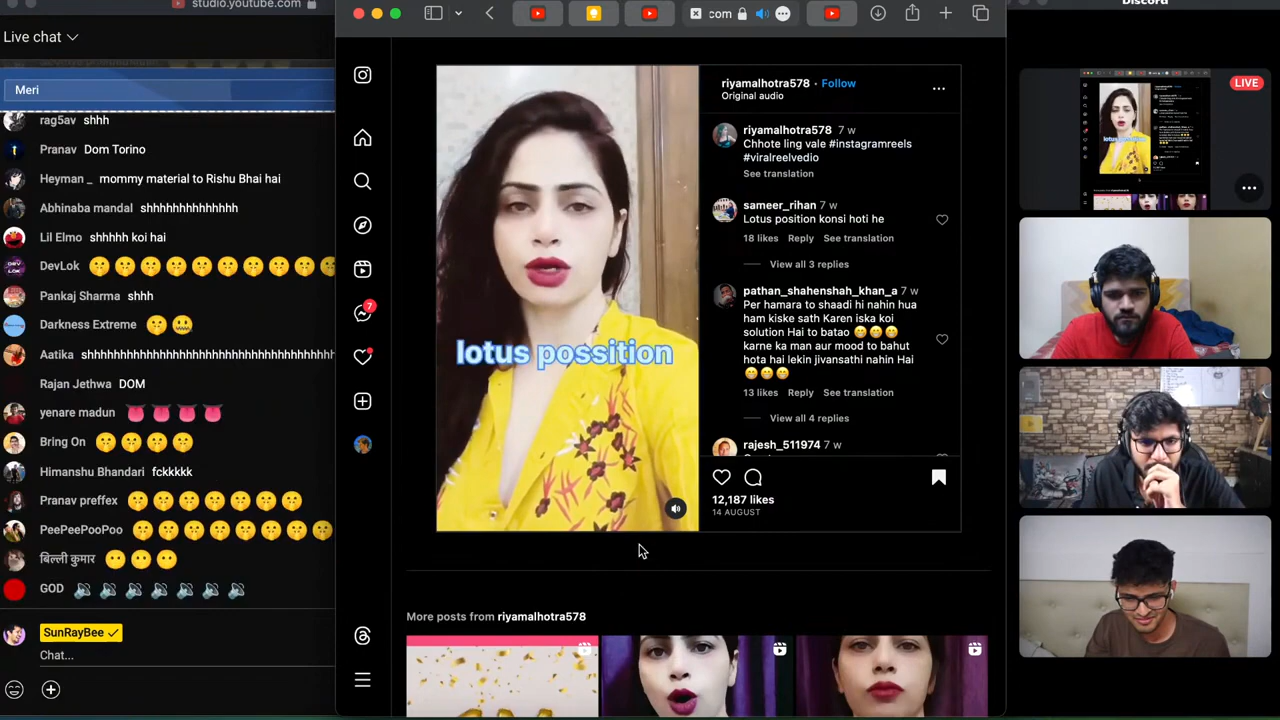 studio.youtube.com
Discord
com
Live chat
Meri
rag5av shhh
Pranav Dom Torino
Heyman _ mommy material to Rishu Bhai hai
Abhinaba mandal shhhhhhhhhhhhhh
Lil Elmo shhhhh koi hai
DevLok 🤫🤫🤫🤫🤫🤫🤫🤫🤫🤫
Pankaj Sharma shhh
Darkness Extreme 🤫🤐
Aatika shhhhhhhhhhhhhhhhhhhhhhhhhhhhhhhhhhhh
Rajan Jethwa DOM
yenare madun 👅👅👅👅
Bring On 🤫🤫🤫🤫
Himanshu Bhandari fckkkkk
Pranav preffex 🤫🤫🤫🤫🤫🤫🤫
PeePeePooPoo 🤫🤫🤫🤫🤫🤫🤫🤫
बिल्ली कुमार 😶😶😶
GOD 🔉🔉🔉🔉🔉🔉🔉
SunRayBee
Chat...
7
lotus possition
riyamalhotra578 · Follow
Original audio
riyamalhotra578 7 w
Chhote ling vale #instagramreels
#viralreelvedio
See translation
sameer_rihan 7 w
Lotus position konsi hoti he
18 likes Reply See translation
View all 3 replies
pathan_shahenshah_khan_a 7 w
Per hamara to shaadi hi nahin hua
ham kiske sath Karen iska koi
solution Hai to batao 🤭🤭🤭
karne ka man aur mood to bahut
hota hai lekin jivansathi nahin Hai
🤭🤭🤭
13 likes Reply See translation
View all 4 replies
rajesh_511974 7 w
12,187 likes
14 AUGUST
More posts from riyamalhotra578
LIVE